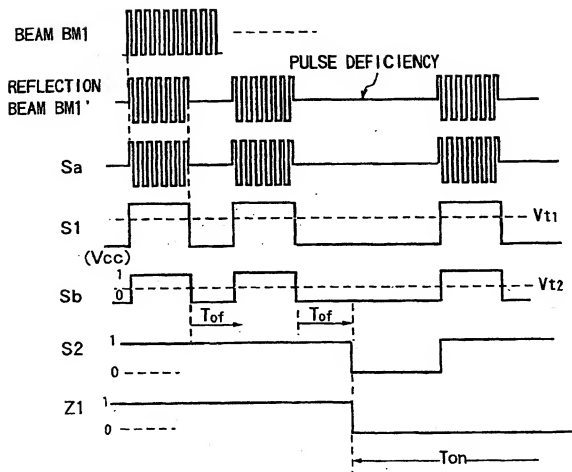 BEAM BM1
PULSE DEFICIENCY
REFLECTION
BEAM BM1'
Sa
S1
Vt1
(Vcc)
1
Sb
0
Vt2
Tof
Tof
1
S2
0
1
Z1
0
Ton